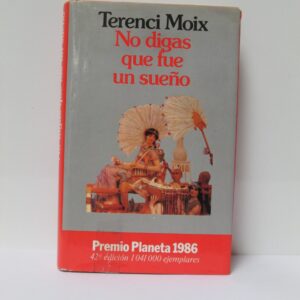 Terenci Moix
No digas
que fue
un sueño
Premio Planeta 1986
42ª edición 1 041 000 ejemplares